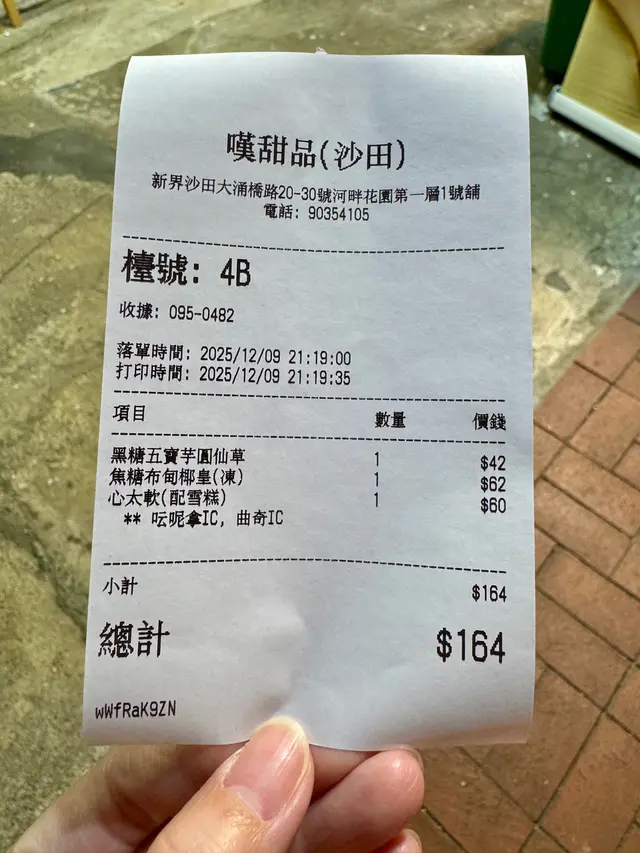 嘆甜品(沙田)
新界沙田大涌橋路20-30號河畔花園第一層1號舖
電話: 90354105
檯號: 4B
收據: 095-0482
落單時間: 2025/12/09 21:19:00
打印時間: 2025/12/09 21:19:35
項目 數量 價錢
黑糖五寶芋圓仙草 1 $42
焦糖布甸椰皇(凍) 1 $62
心太軟(配雪糕) 1 $60
** 呍呢拿IC, 曲奇IC
小計 $164
總計 $164
wWfRaK9ZN